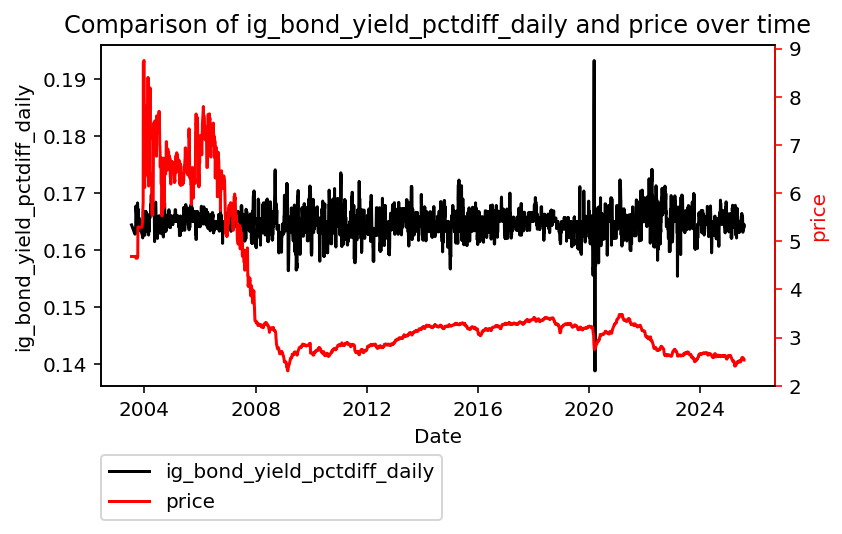 Comparison of ig_bond_yield_pctdiff_daily and price over time
ig_bond_yield_pctdiff_daily
0.19
0.18
0.17
0.16
0.15
0.14
9
8
7
6
5
4
3
2
price
2004 2008 2012 2016 2020 2024
Date
ig_bond_yield_pctdiff_daily
price